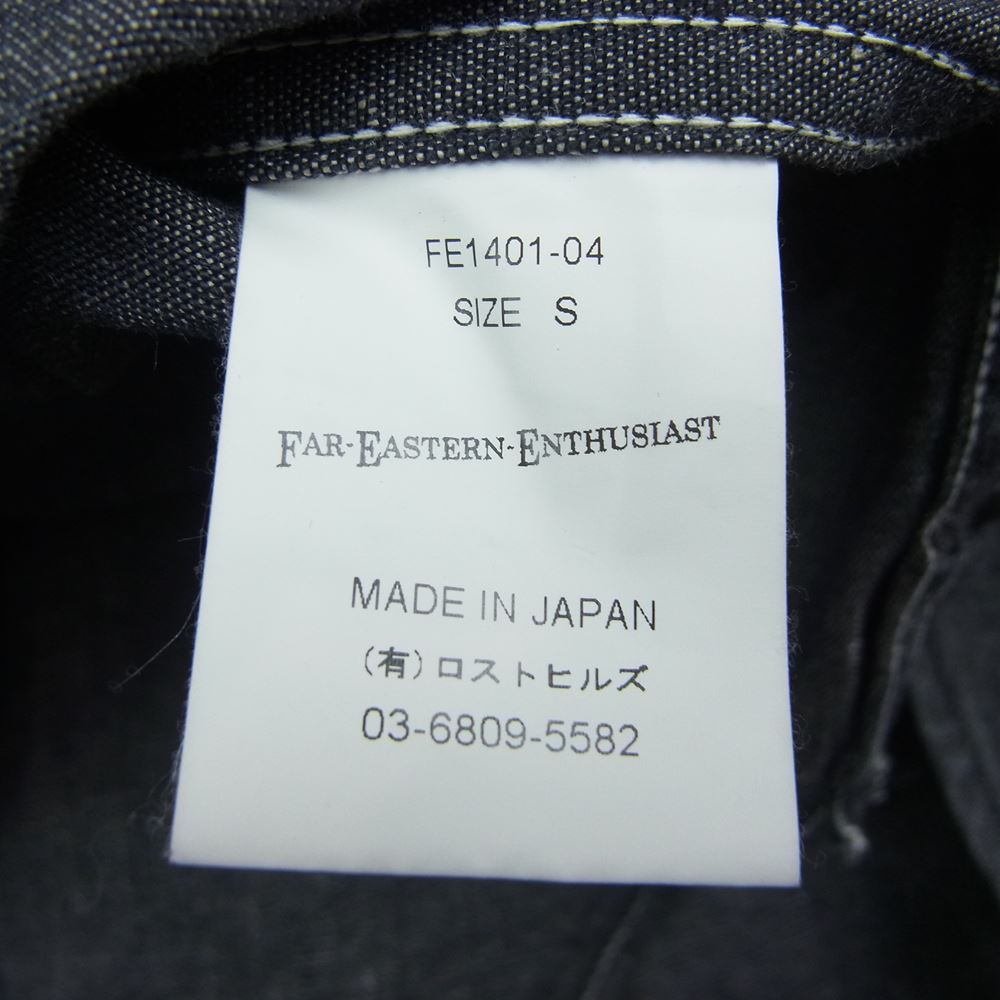 FE1401-04
SIZE S
FAR-EASTERN-ENTHUSIAST
MADE IN JAPAN
(有)ロストヒルズ
03-6809-5582